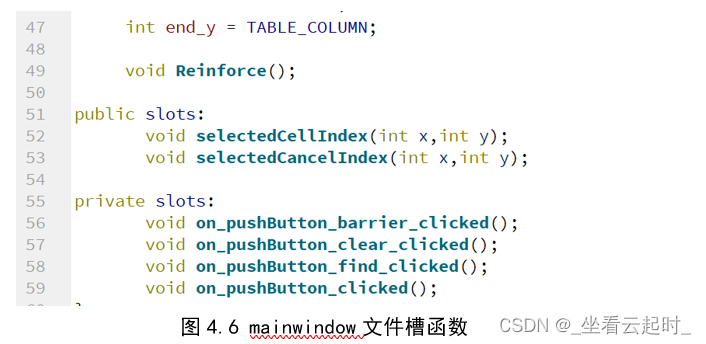 47 int end_y = TABLE_COLUMN;
48
49 void Reinforce();
50
51 public slots:
52 void selectedCellIndex(int x,int y);
53 void selectedCancelIndex(int x,int y);
54
55 private slots:
56 void on_pushButton_barrier_clicked();
57 void on_pushButton_clear_clicked();
58 void on_pushButton_find_clicked();
59 void on_pushButton_clicked();
图 4.6 mainwindow 文件槽函数
CSDN @_坐看云起时_